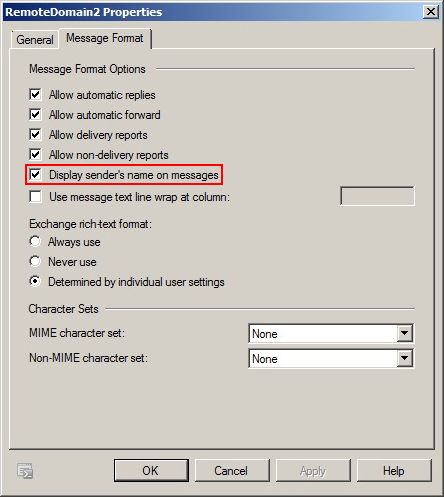 RemoteDomain2 Properties
General
Message Format
Message Format Options
Allow automatic replies
Allow automatic forward
Allow delivery reports
Allow non-delivery reports
Display sender's name on messages
Use message text line wrap at column:
Exchange rich-text format:
Always use
Never use
Determined by individual user settings
Character Sets
MIME character set:
None
Non-MIME character set:
None
OK
Cancel
Apply
Help